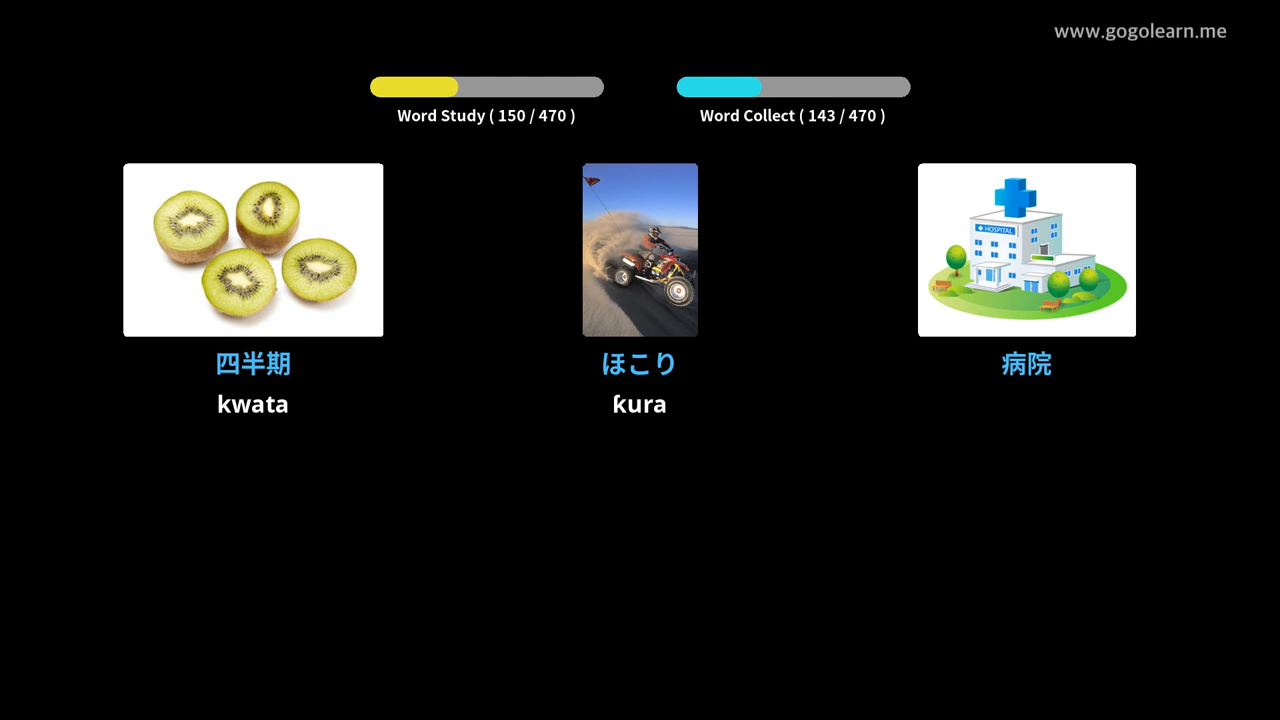 www.gogolearn.me
Word Study ( 150 / 470 )
Word Collect ( 143 / 470 )
HOSPITAL
四半期
ほこり
病院
kwata
ƙura